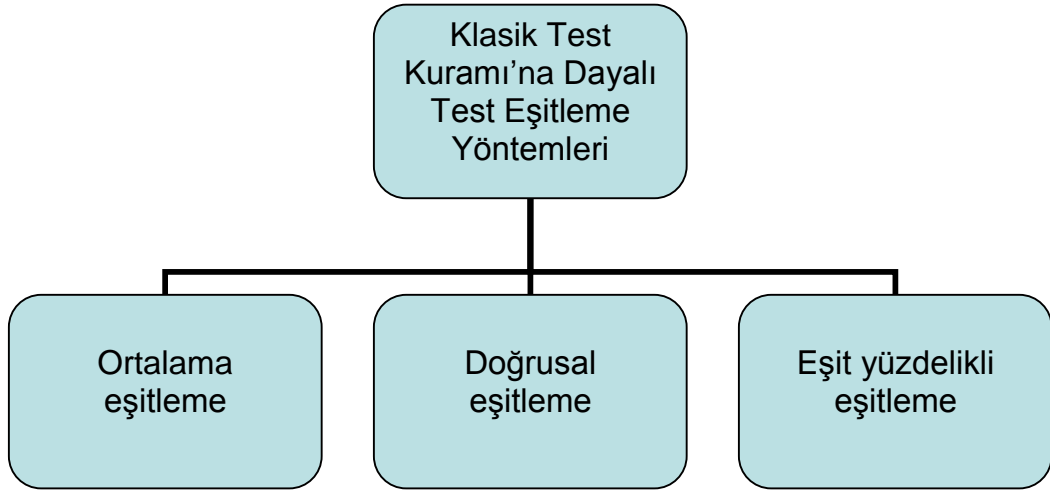 Klasik Test
Kuramı’na Dayalı
Test Eşitleme
Yöntemleri
Ortalama
eşitleme
Doğrusal
eşitleme
Eşit yüzdelikli
eşitleme